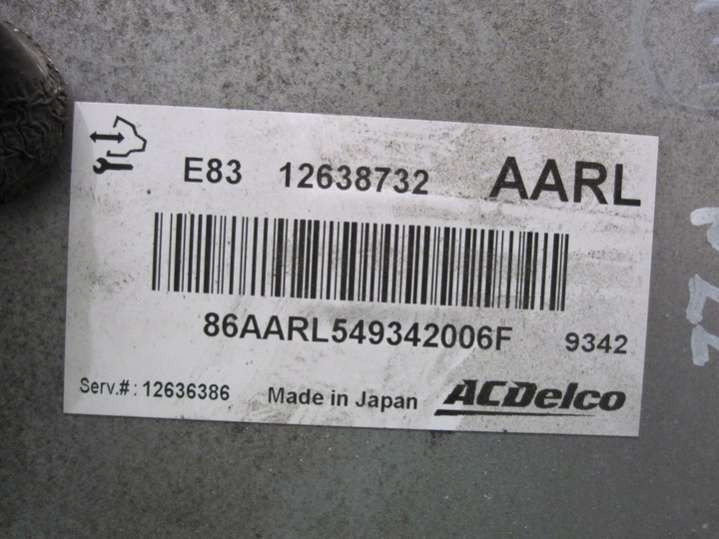 E83 12638732 AARL
86AARL549342006F 9342
Serv.#: 12636386 Made in Japan ACDelco